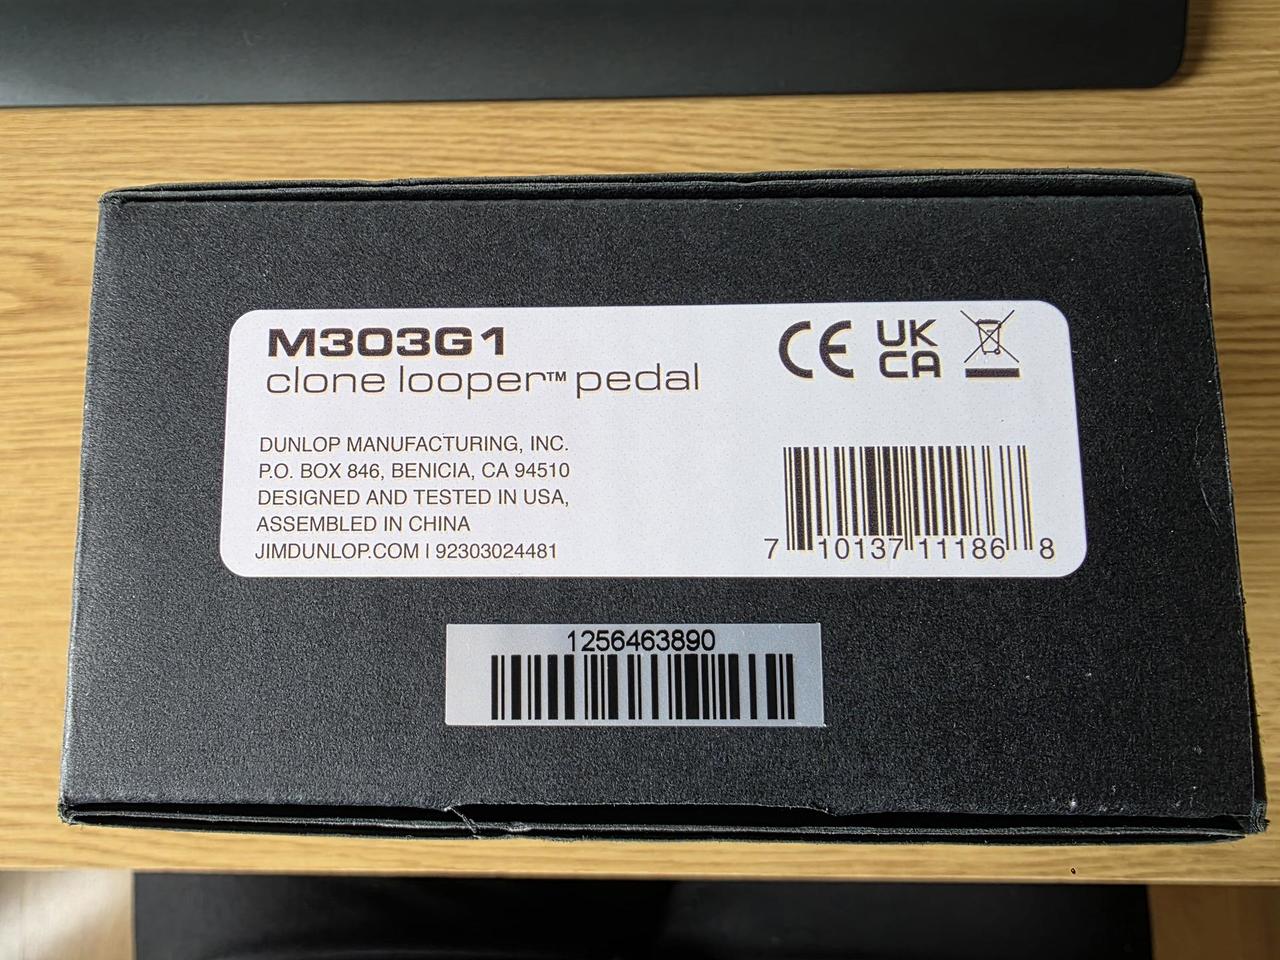 M303G1
clone looper™ pedal
CE UK CA
DUNLOP MANUFACTURING, INC.
P.O. BOX 846, BENICIA, CA 94510
DESIGNED AND TESTED IN USA,
ASSEMBLED IN CHINA
JIMDUNLOP.COM | 92303024481
7 10137 11186 8
1256463890